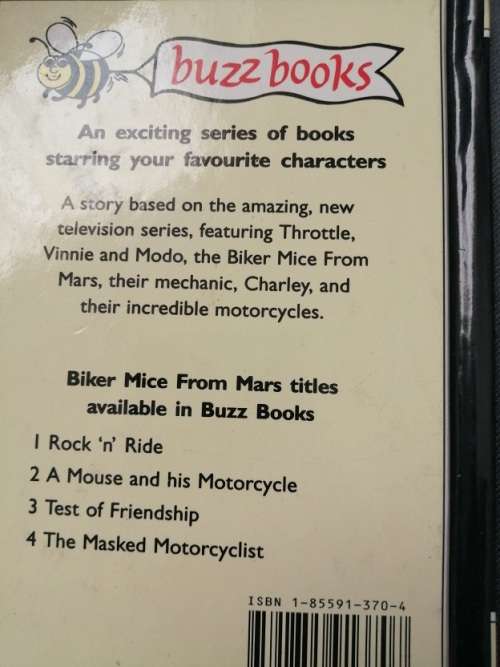 buzz books
An exciting series of books
starring your favourite characters
A story based on the amazing, new
television series, featuring Throttle,
Vinnie and Modo, the Biker Mice From
Mars, their mechanic, Charley, and
their incredible motorcycles.
Biker Mice From Mars titles
available in Buzz Books
1 Rock 'n' Ride
2 A Mouse and his Motorcycle
3 Test of Friendship
4 The Masked Motorcyclist
ISBN 1-85591-370-4